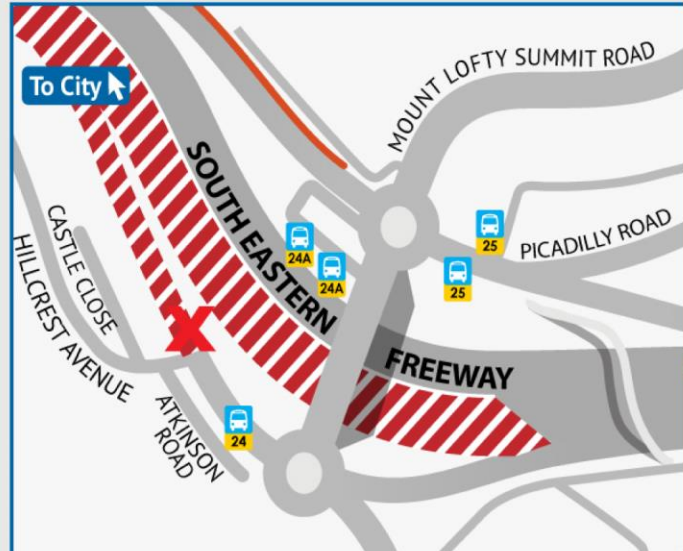 To City
MOUNT LOFTY SUMMIT ROAD
SOUTH EASTERN
FREEWAY
CASTLE CLOSE
HILLCREST AVENUE
24A
24A
25
25
PICADILLY ROAD
ATKINSON
ROAD
24